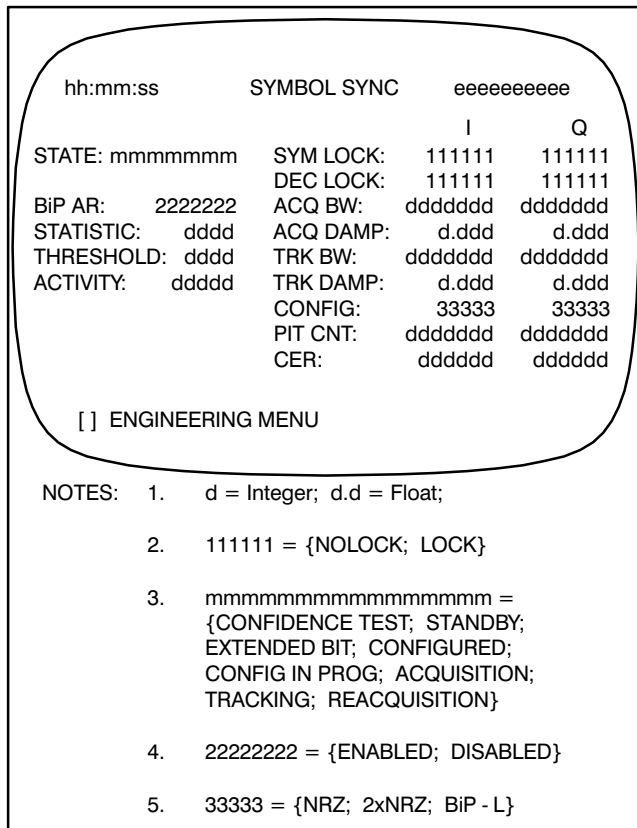 hh:mm:ss SYMBOL SYNC eeeeeeeeee
I Q
STATE: mmmmmmm SYM LOCK: 111111 111111
DEC LOCK: 111111 111111
BiP AR: 2222222 ACQ BW: ddddddd ddddddd
STATISTIC: dddd ACQ DAMP: d.ddd d.ddd
THRESHOLD: dddd TRK BW: ddddddd ddddddd
ACTIVITY: ddddd TRK DAMP: d.ddd d.ddd
CONFIG: 33333 33333
PIT CNT: ddddddd ddddddd
CER: dddddd dddddd
[ ] ENGINEERING MENU
NOTES: 1. d = Integer; d.d = Float;
2. 111111 = {NOLOCK; LOCK}
3. mmmmmmmmmmmmmmmmm =
{CONFIDENCE TEST; STANDBY;
EXTENDED BIT; CONFIGURED;
CONFIG IN PROG; ACQUISITION;
TRACKING; REACQUISITION}
4. 22222222 = {ENABLED; DISABLED}
5. 33333 = {NRZ; 2xNRZ; BiP - L}